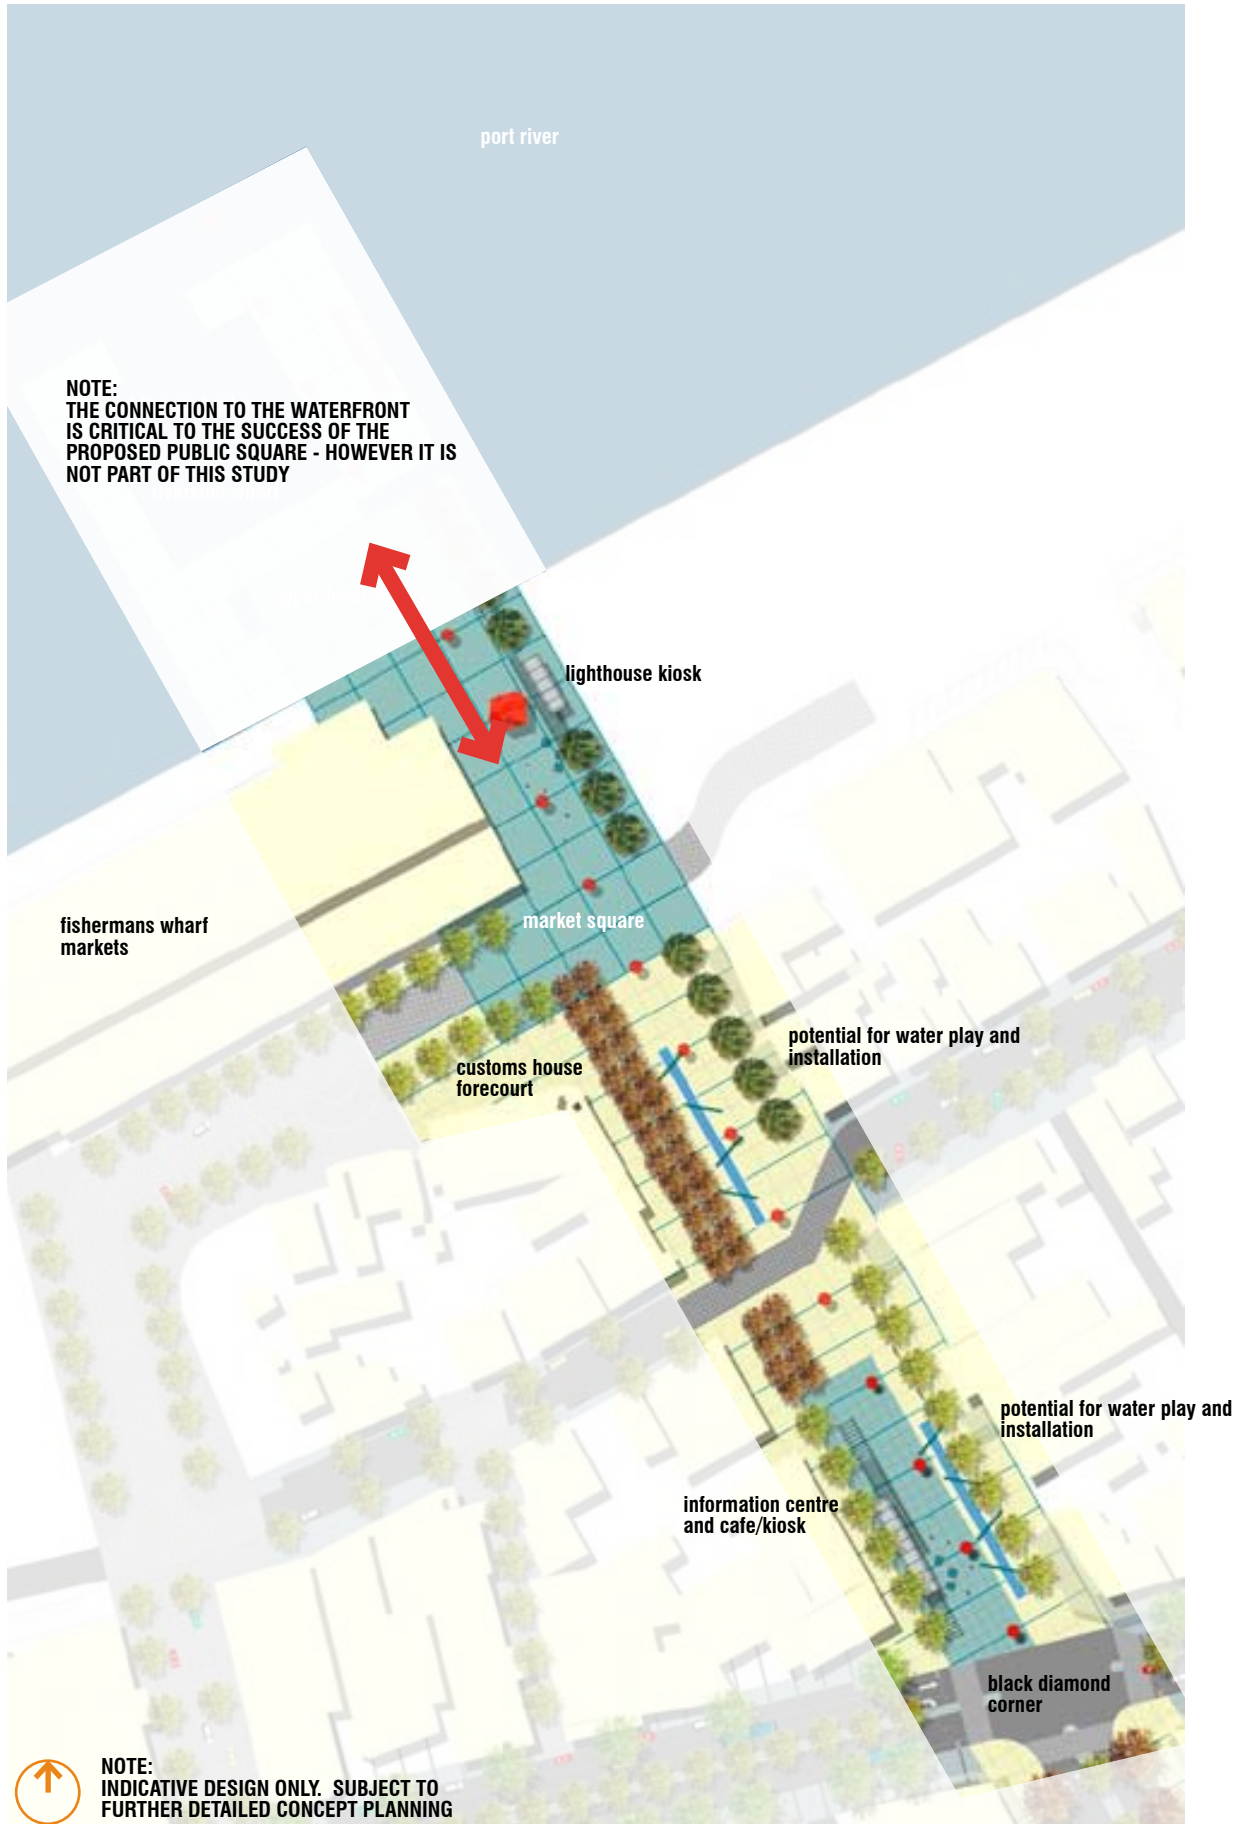 port river
NOTE:
THE CONNECTION TO THE WATERFRONT
IS CRITICAL TO THE SUCCESS OF THE
PROPOSED PUBLIC SQUARE - HOWEVER IT IS
NOT PART OF THIS STUDY
lighthouse kiosk
fishermans wharf
markets
market square
potential for water play and
installation
customs house
forecourt
potential for water play and
installation
information centre
and cafe/kiosk
black diamond
corner
NOTE:
INDICATIVE DESIGN ONLY.  SUBJECT TO
FURTHER DETAILED CONCEPT PLANNING